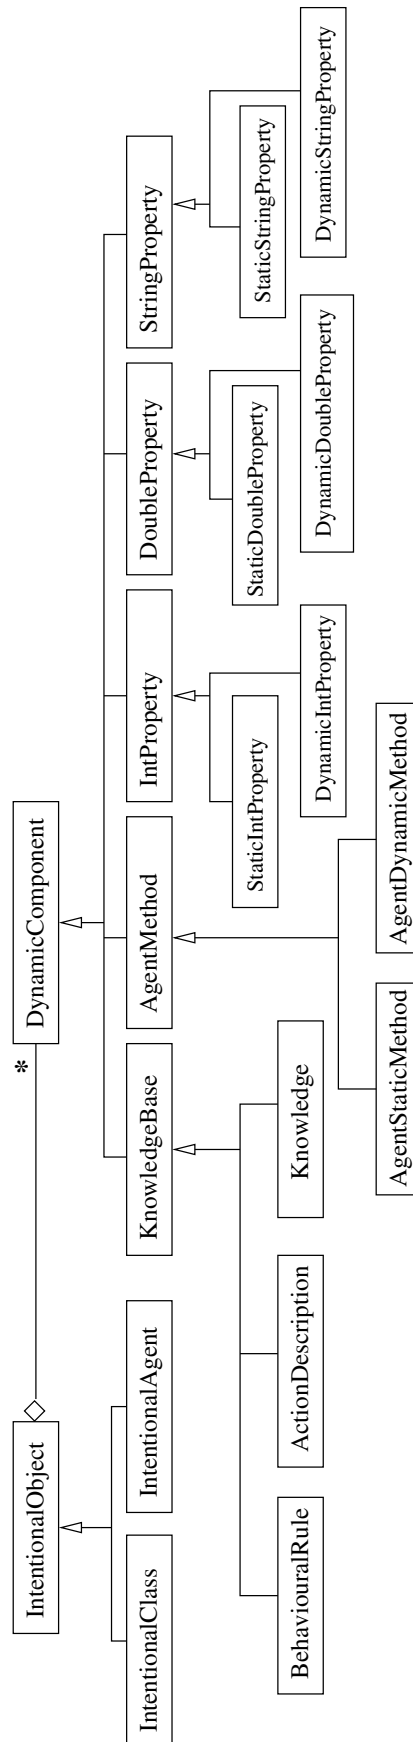 IntentionalObject
*
DynamicComponent
IntentionalClass
IntentionalAgent
KnowledgeBase
AgentMethod
IntProperty
DoubleProperty
StringProperty
BehaviouralRule
ActionDescription
Knowledge
StaticIntProperty
StaticDoubleProperty
StaticStringProperty
DynamicIntProperty
DynamicDoubleProperty
DynamicStringProperty
AgentStaticMethod
AgentDynamicMethod